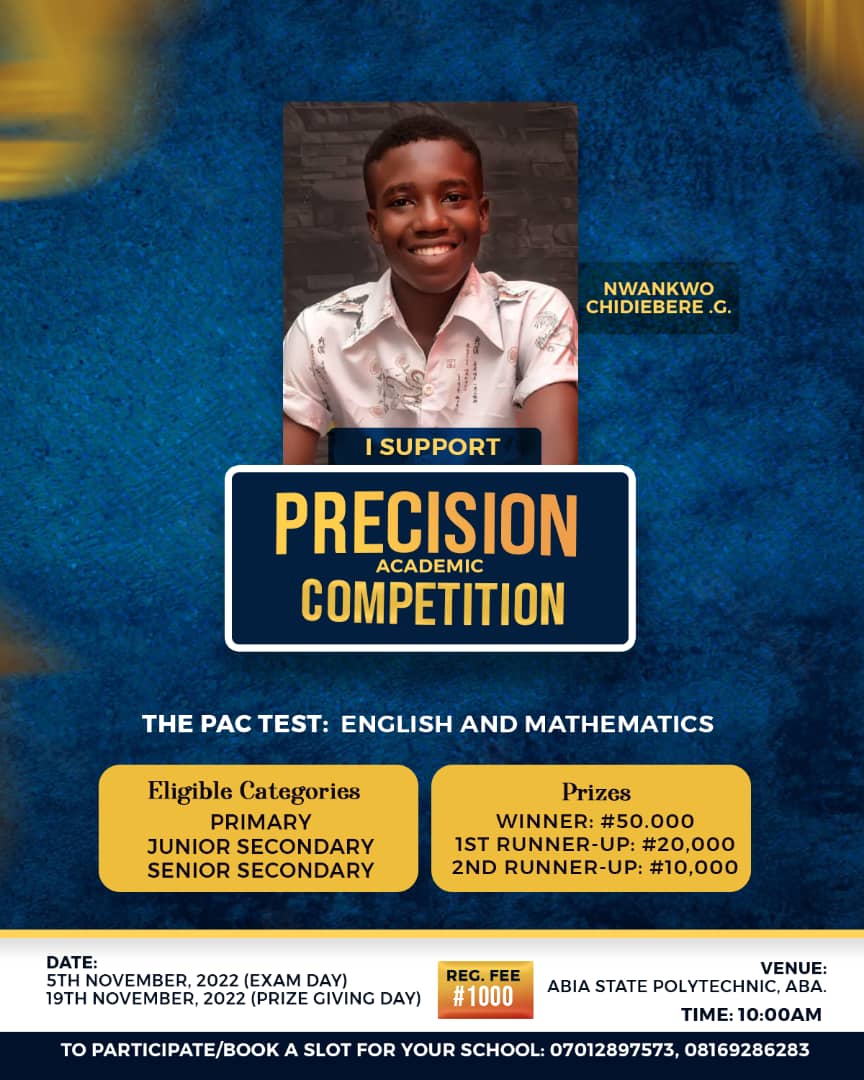 NWANKWO
CHIDIEBERE .G.
I SUPPORT
PRECISION
ACADEMIC
COMPETITION
THE PAC TEST: ENGLISH AND MATHEMATICS
Eligible Categories
PRIMARY
JUNIOR SECONDARY
SENIOR SECONDARY
Prizes
WINNER: #50.000
1ST RUNNER-UP: #20,000
2ND RUNNER-UP: #10,000
DATE:
5TH NOVEMBER, 2022 (EXAM DAY)
19TH NOVEMBER, 2022 (PRIZE GIVING DAY)
REG. FEE
#1000
VENUE:
ABIA STATE POLYTECHNIC, ABA.
TIME: 10:00AM
TO PARTICIPATE/BOOK A SLOT FOR YOUR SCHOOL: 07012897573, 08169286283